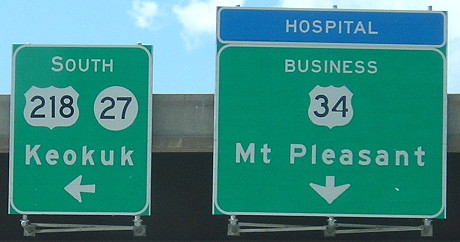 SOUTH
218 27
Keokuk
HOSPITAL
BUSINESS
34
Mt Pleasant